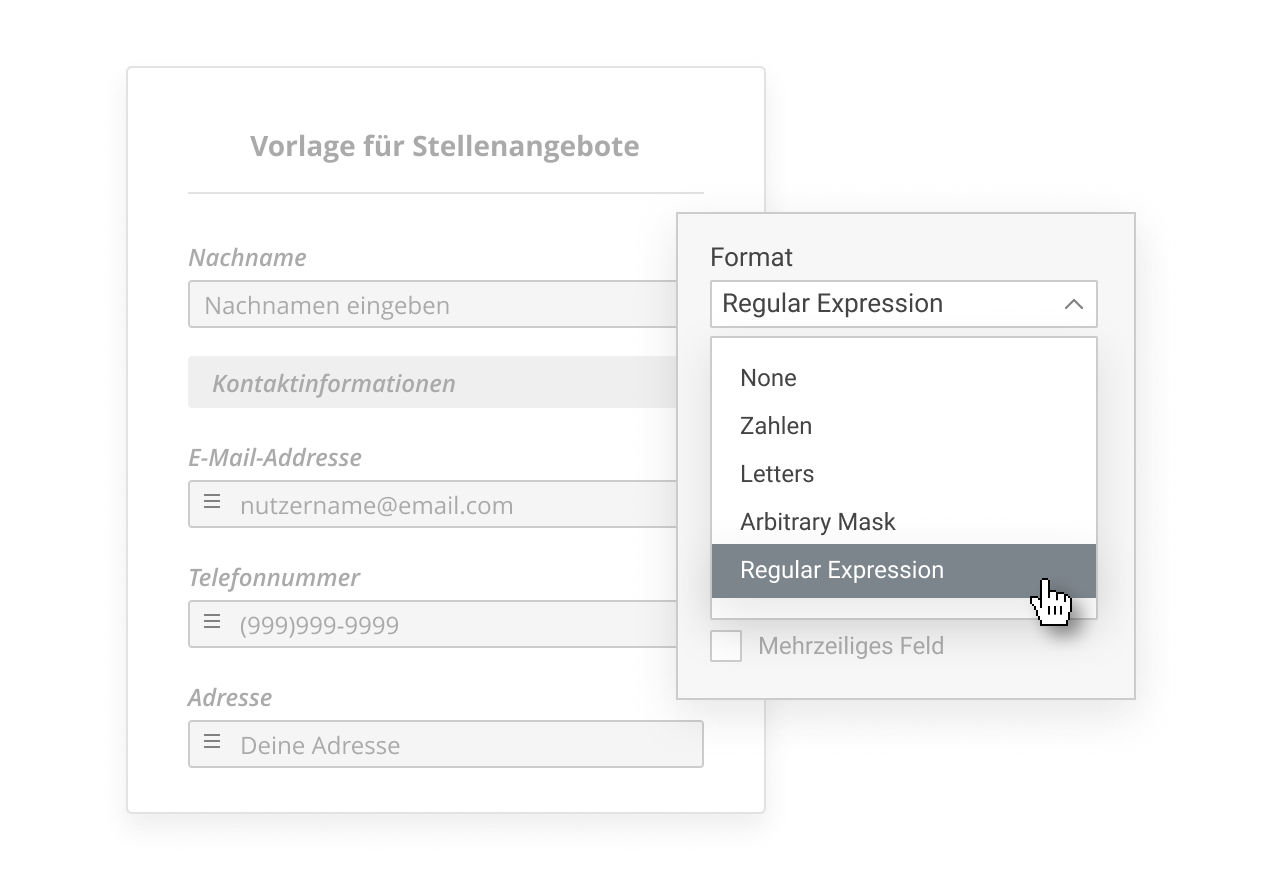 Vorlage für Stellenangebote
Nachname
Nachnamen eingeben
Kontaktinformationen
E-Mail-Addresse
nutzername@email.com
Telefonnummer
(999)999-9999
Adresse
Deine Adresse
Format
Regular Expression
None
Zahlen
Letters
Arbitrary Mask
Regular Expression
Mehrzeiliges Feld